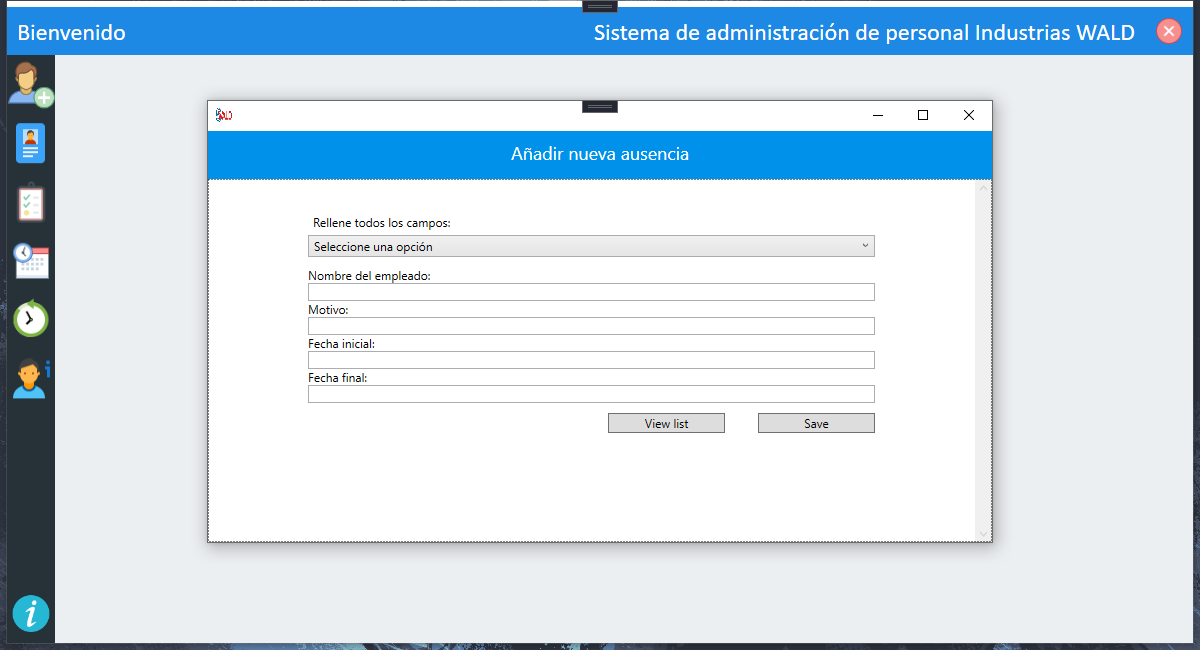 Bienvenido
Sistema de administración de personal Industrias WALD
Añadir nueva ausencia
Rellene todos los campos:
Seleccione una opción
Nombre del empleado:
Motivo:
Fecha inicial:
Fecha final:
View list
Save